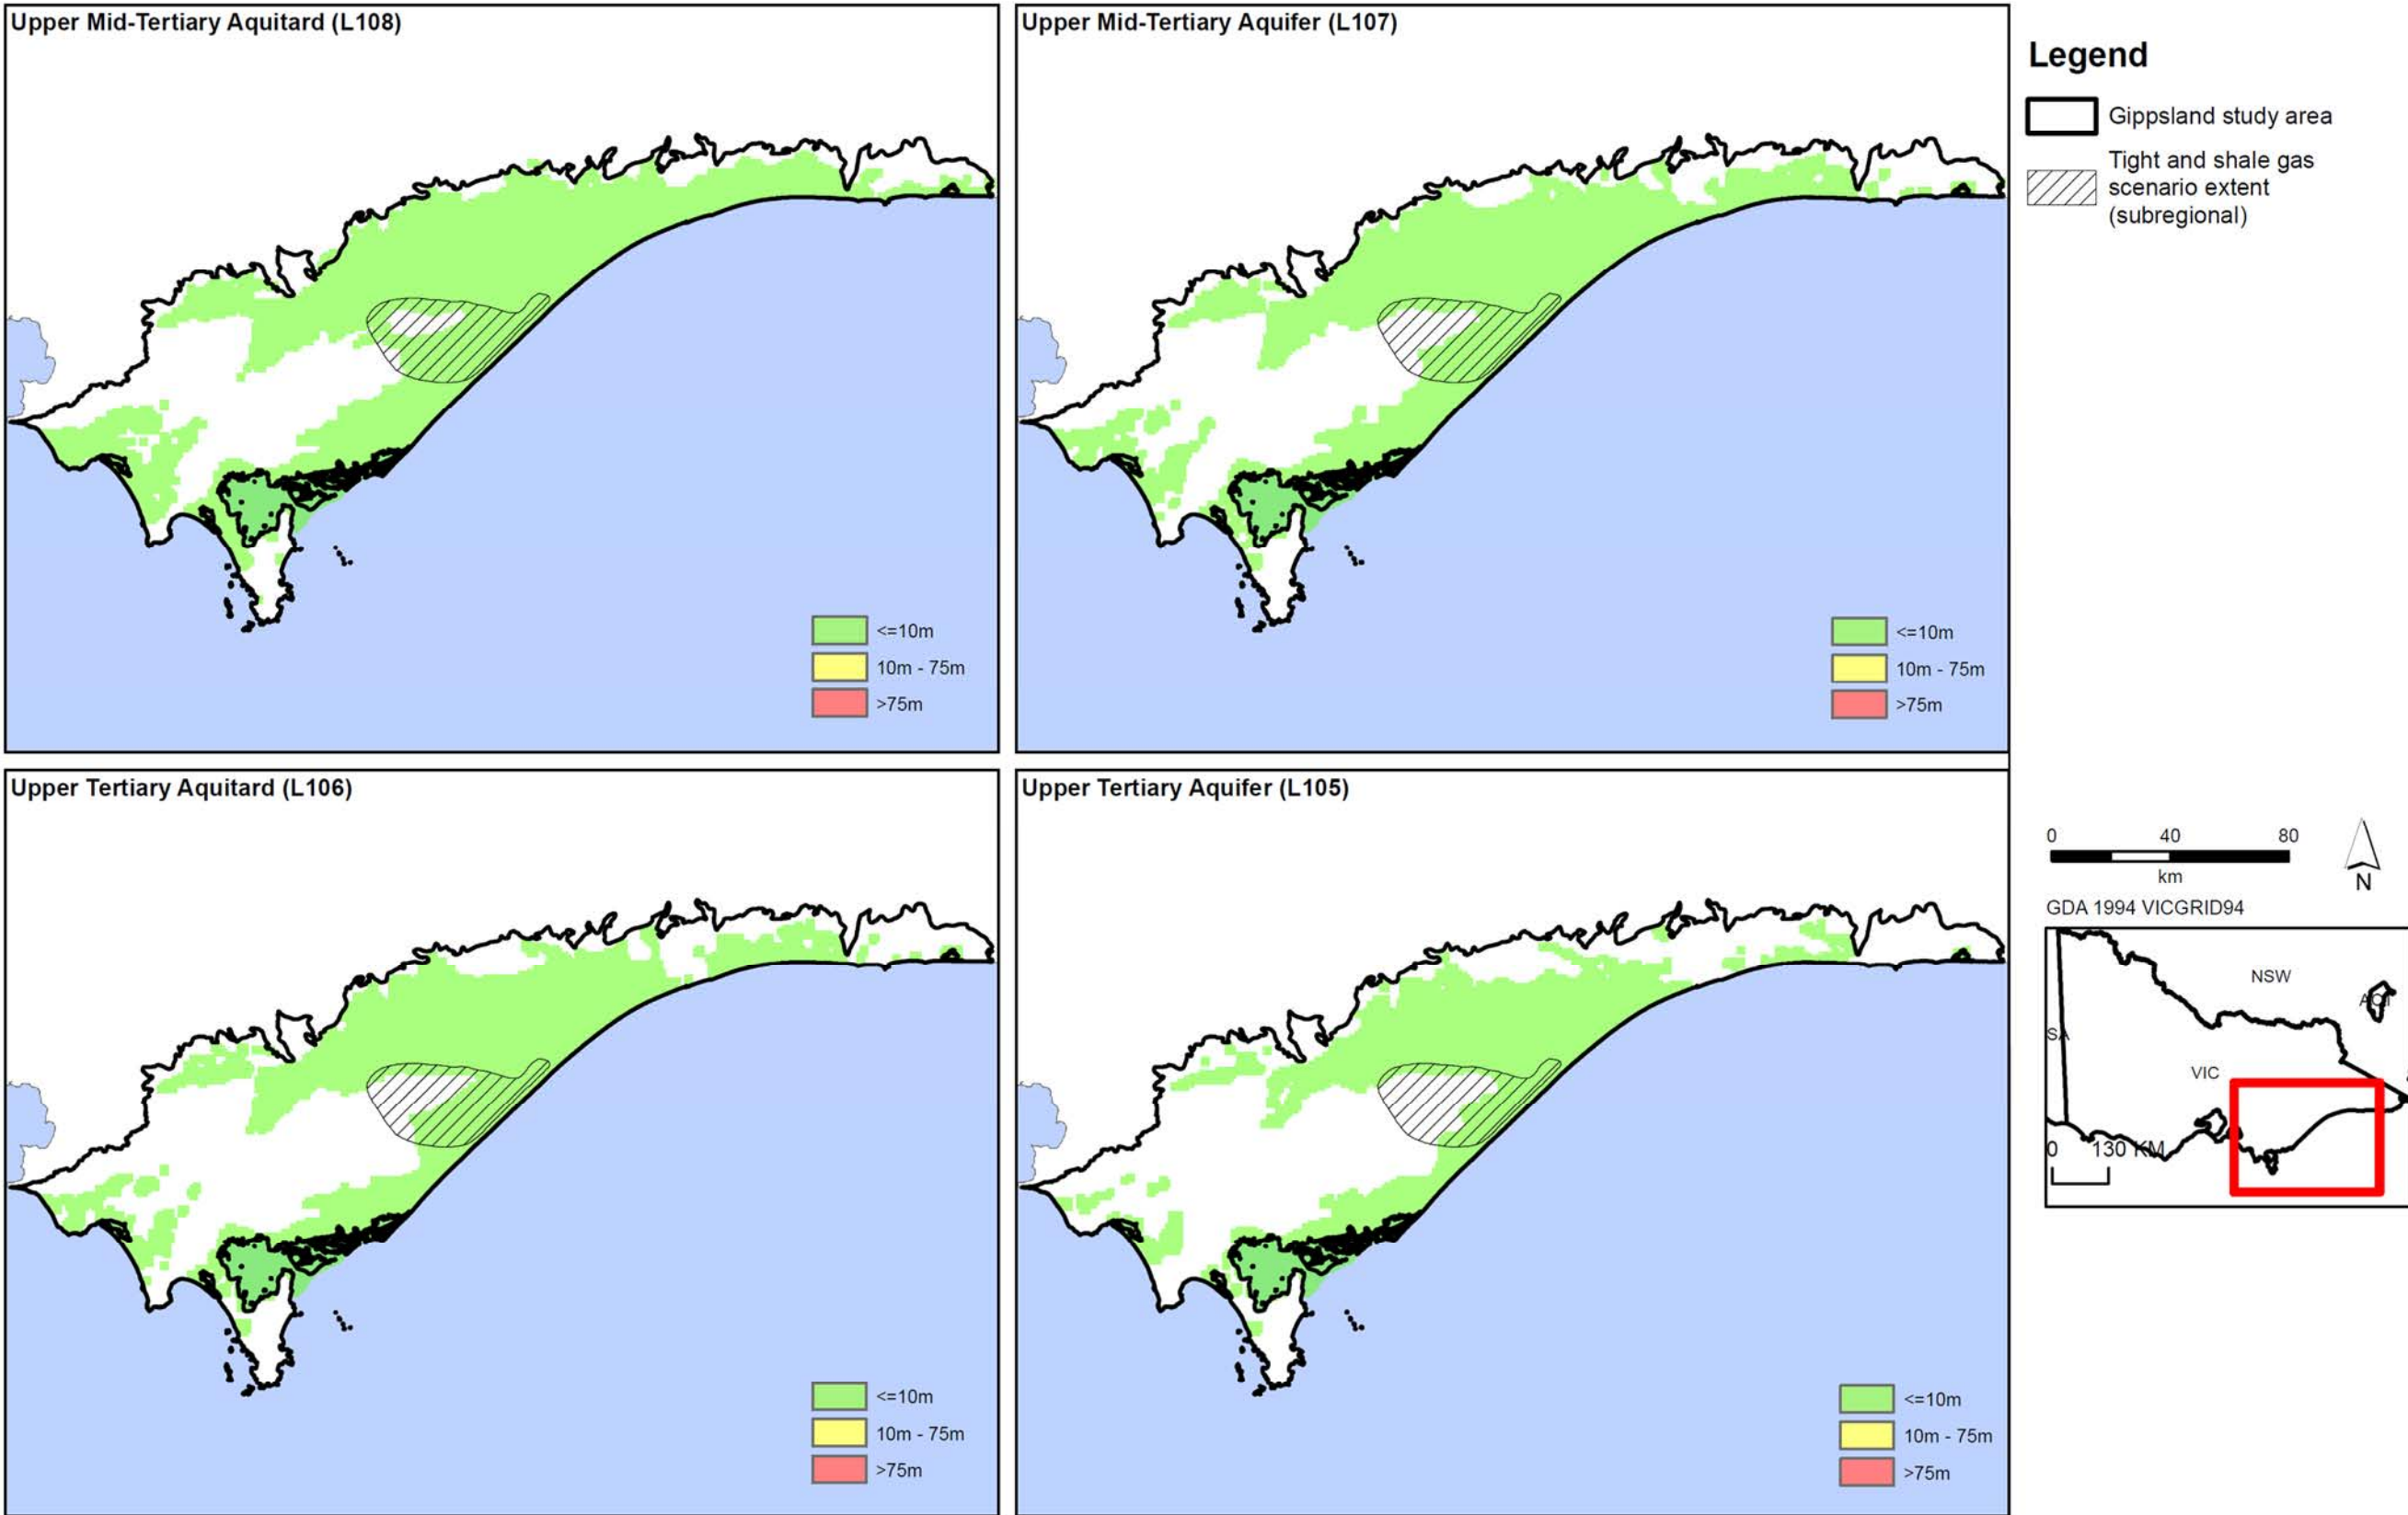 Upper Mid-Tertiary Aquitard (L108)
<=10m
10m - 75m
>75m
Upper Mid-Tertiary Aquifer (L107)
<=10m
10m - 75m
>75m
Upper Tertiary Aquitard (L106)
<=10m
10m - 75m
>75m
Upper Tertiary Aquifer (L105)
<=10m
10m - 75m
>75m
Legend
Gippsland study area
Tight and shale gas
scenario extent
(subregional)
0 40 80
km
N
GDA 1994 VICGRID94
NSW
ACT
SA
VIC
0 130 KM